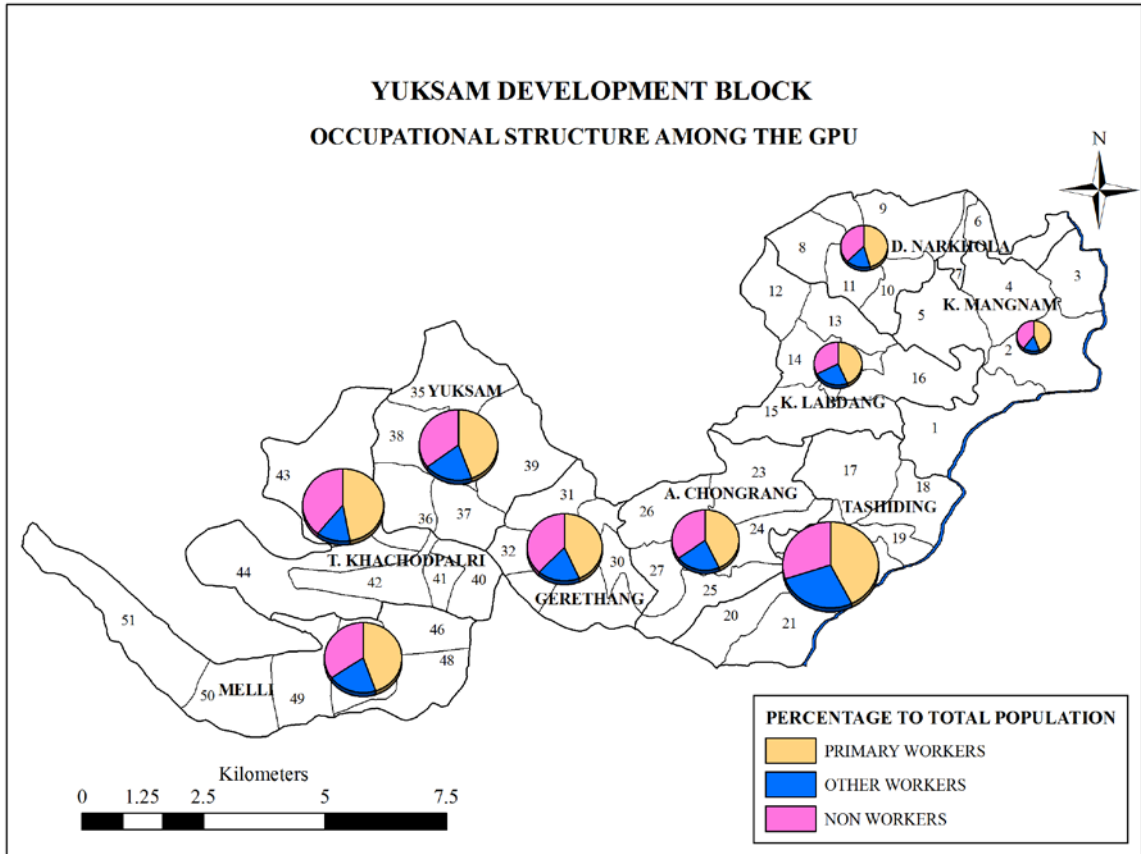 YUKSAM DEVELOPMENT BLOCK
OCCUPATIONAL STRUCTURE AMONG THE GPU
N
9
6
8
D. NARKHOLA
3
7
4
12
11
10
K. MANGNAM
5
13
2
14
35
YUKSAM
16
K. LABDANG
15
1
38
43
39
23
17
18
A. CHONGRANG
31
26
TASHIDING
36
37
24
19
32
T. KHACHODPALRI
30
27
44
42
41
40
25
GERETHANG
51
46
20
21
48
50
MELLI
49
PERCENTAGE TO TOTAL POPULATION
PRIMARY WORKERS
OTHER WORKERS
NON WORKERS
Kilometers
0 1.25 2.5 5 7.5